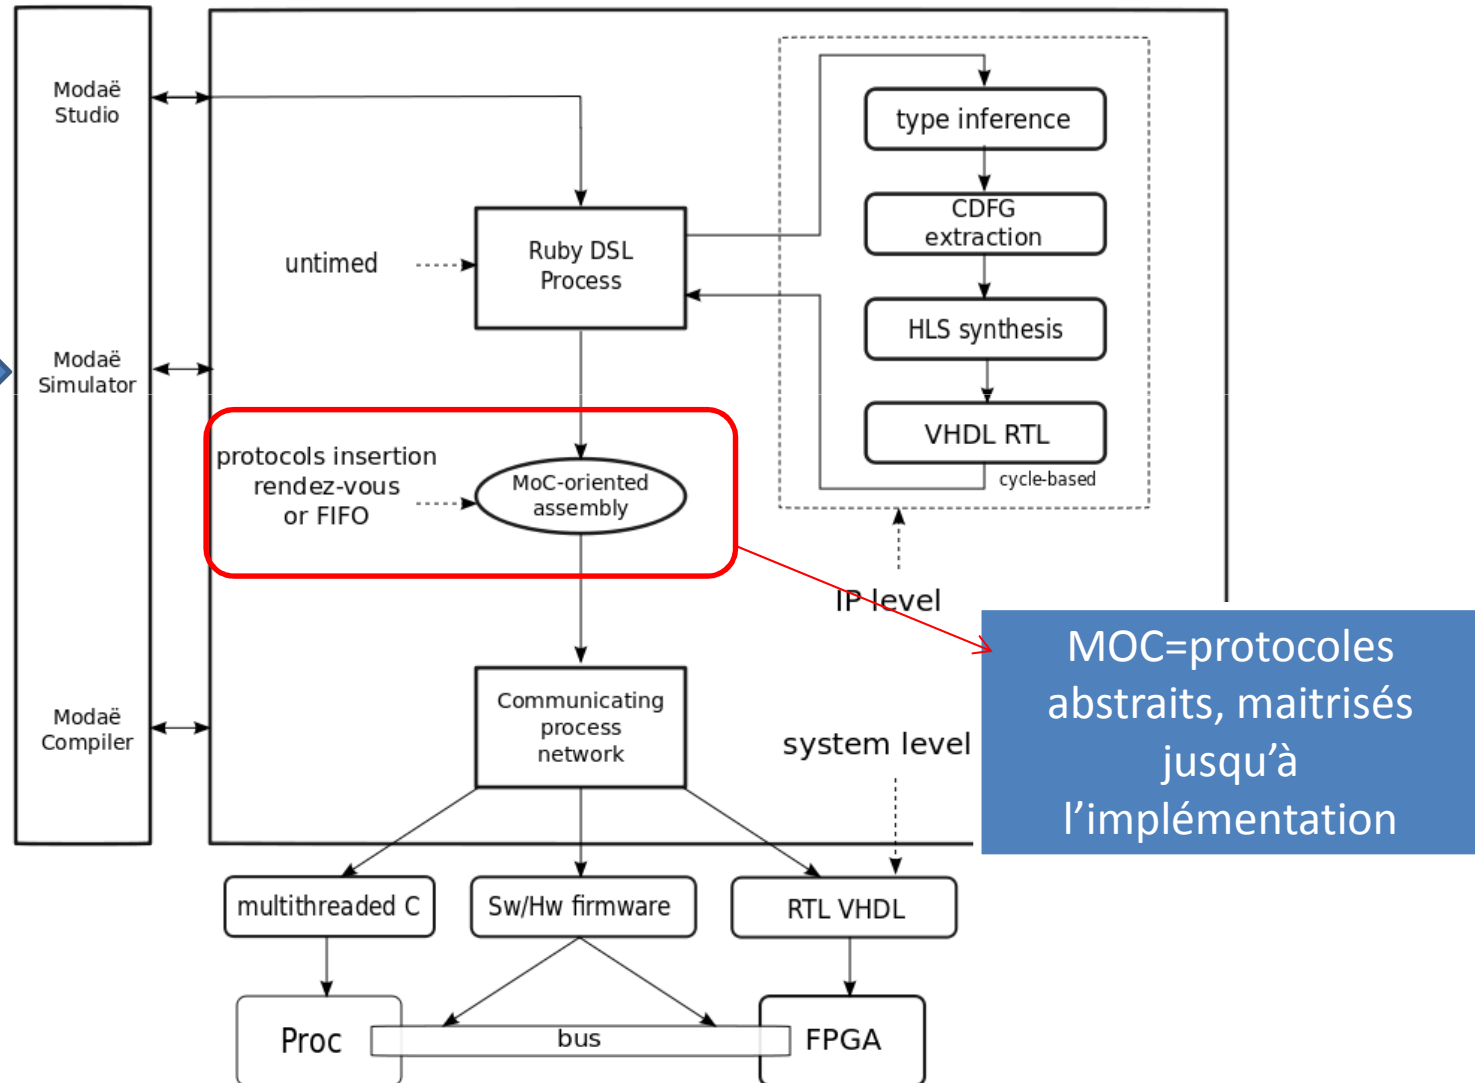 Modaë
Studio
type inference
CDFG
extraction
untimed
Ruby DSL
Process
HLS synthesis
Modaë
Simulator
VHDL RTL
cycle-based
protocols insertion
rendez-vous
or FIFO
MoC-oriented
assembly
IP level
MOC=protocoles
abstraits, maitrisés
jusqu’à
l’implémentation
Modaë
Compiler
Communicating
process
network
system level
multithreaded C
Sw/Hw firmware
RTL VHDL
Proc
bus
FPGA